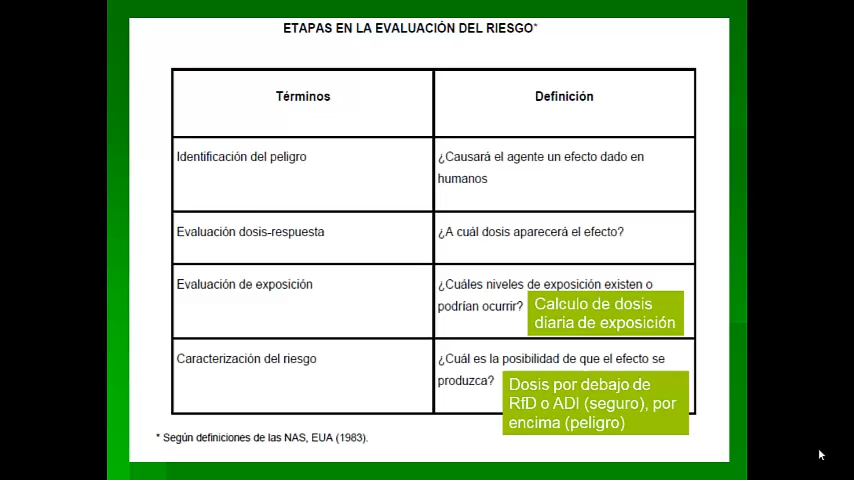 ETAPAS EN LA EVALUACIÓN DEL RIESGO*
Términos
Definición
Identificación del peligro
¿Causará el agente un efecto dado en
humanos
Evaluación dosis-respuesta
¿A cuál dosis aparecerá el efecto?
Evaluación de exposición
¿Cuáles niveles de exposición existen o
podrían ocurrir?
Calculo de dosis
diaria de exposición
Caracterización del riesgo
¿Cuál es la posibilidad de que el efecto se
produzca?
Dosis por debajo de
RfD o ADI (seguro), por
encima (peligro)
* Según definiciones de las NAS, EUA (1983).